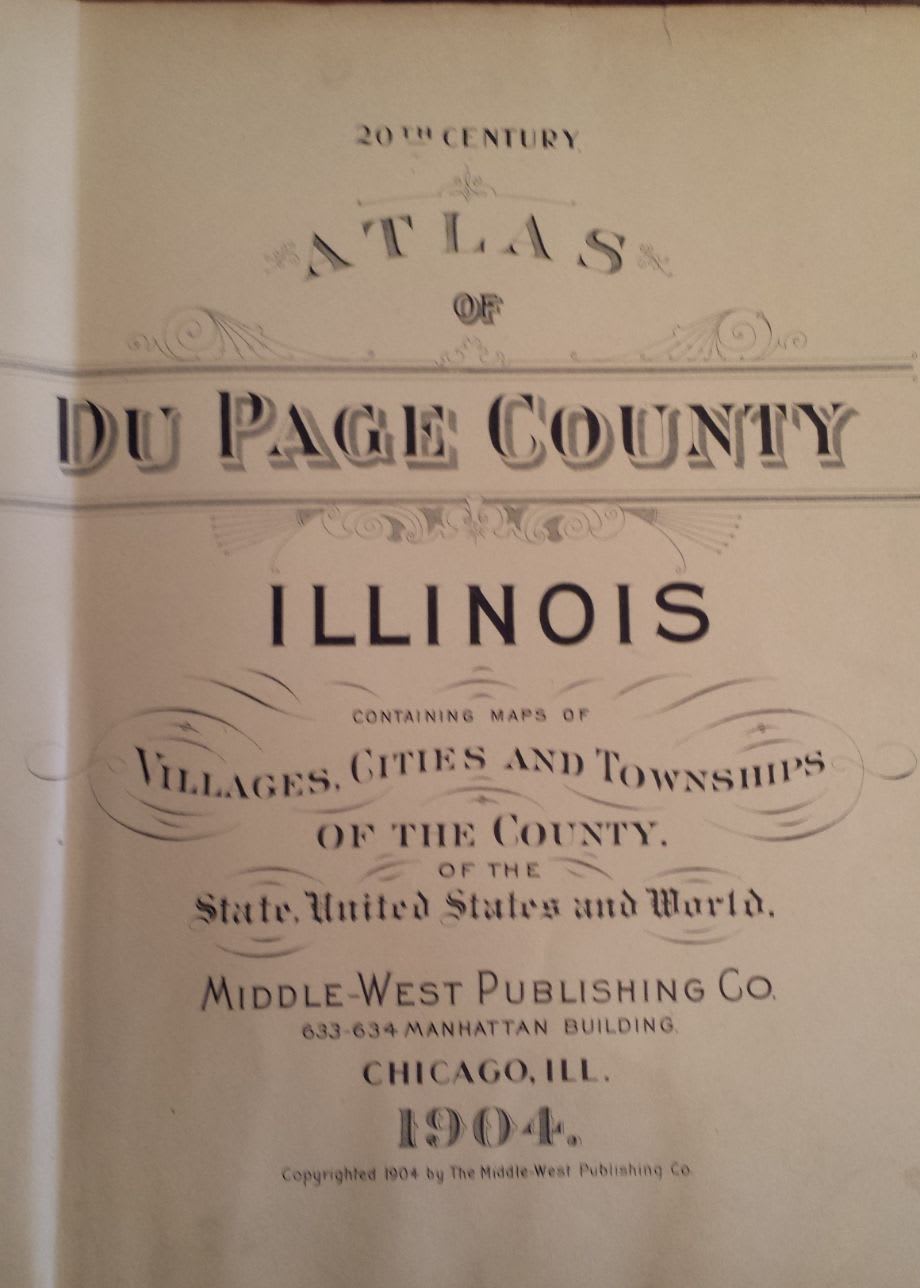 20TH CENTURY
ATLAS
OF
DU PAGE COUNTY
ILLINOIS
CONTAINING MAPS OF
VILLAGES, CITIES AND TOWNSHIPS
OF THE COUNTY.
OF THE
State, United States and World.
MIDDLE-WEST PUBLISHING CO.
633-634 MANHATTAN BUILDING.
CHICAGO, ILL.
1904.
Copyrighted 1904 by The Middle-West Publishing Co.